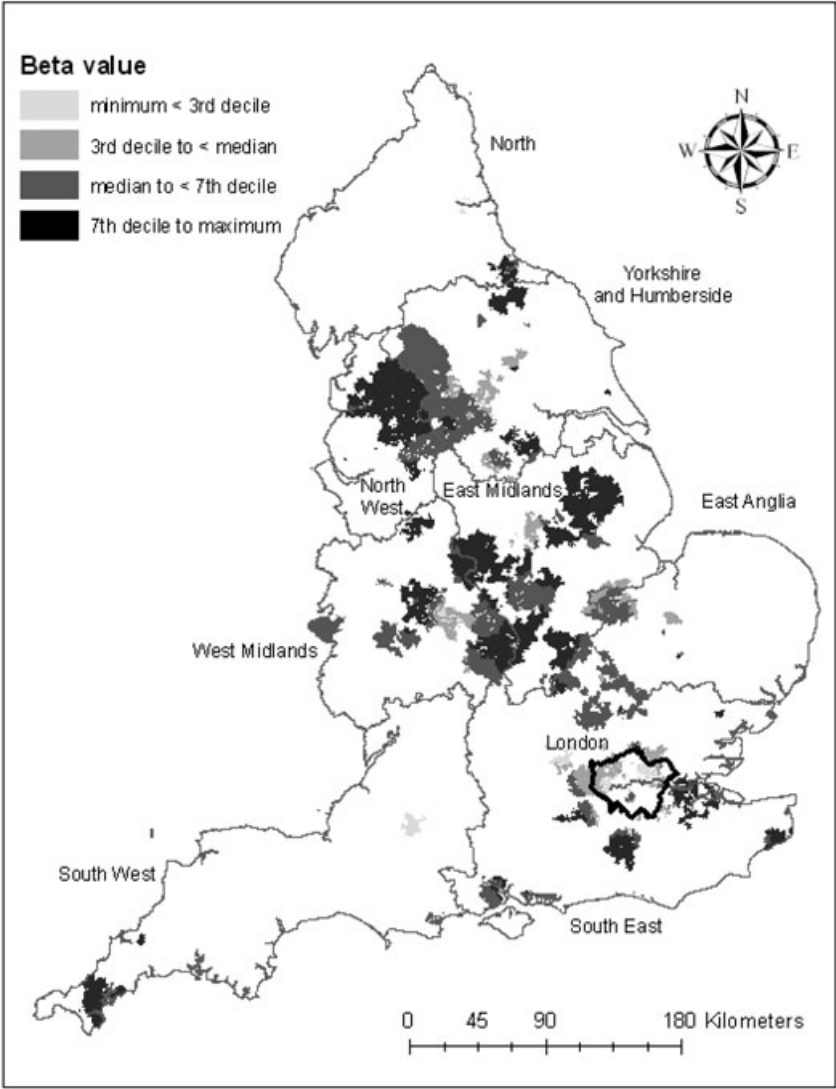 Beta value
minimum < 3rd decile
3rd decile to < median
median to < 7th decile
7th decile to maximum
N
W
E
S
North
Yorkshire
and Humberside
North
West
East Midlands
East Anglia
West Midlands
London
South West
South East
0 45 90 180 Kilometers